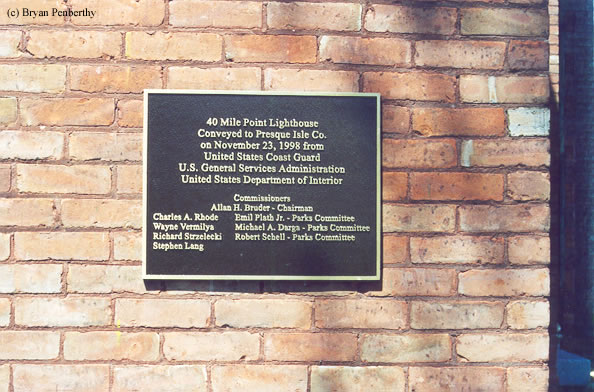 (c) Bryan Penberthy
40 Mile Point Lighthouse
Conveyed to Presque Isle Co.
on November 23, 1998 from
United States Coast Guard
U.S. General Services Administration
United States Department of Interior
Commissioners
Allan H. Bruder - Chairman
Charles A. Rhode Emil Plath Jr. - Parks Committee
Wayne Vermilya Michael A. Darga - Parks Committee
Richard Strzelecki Robert Schell - Parks Committee
Stephen Lang